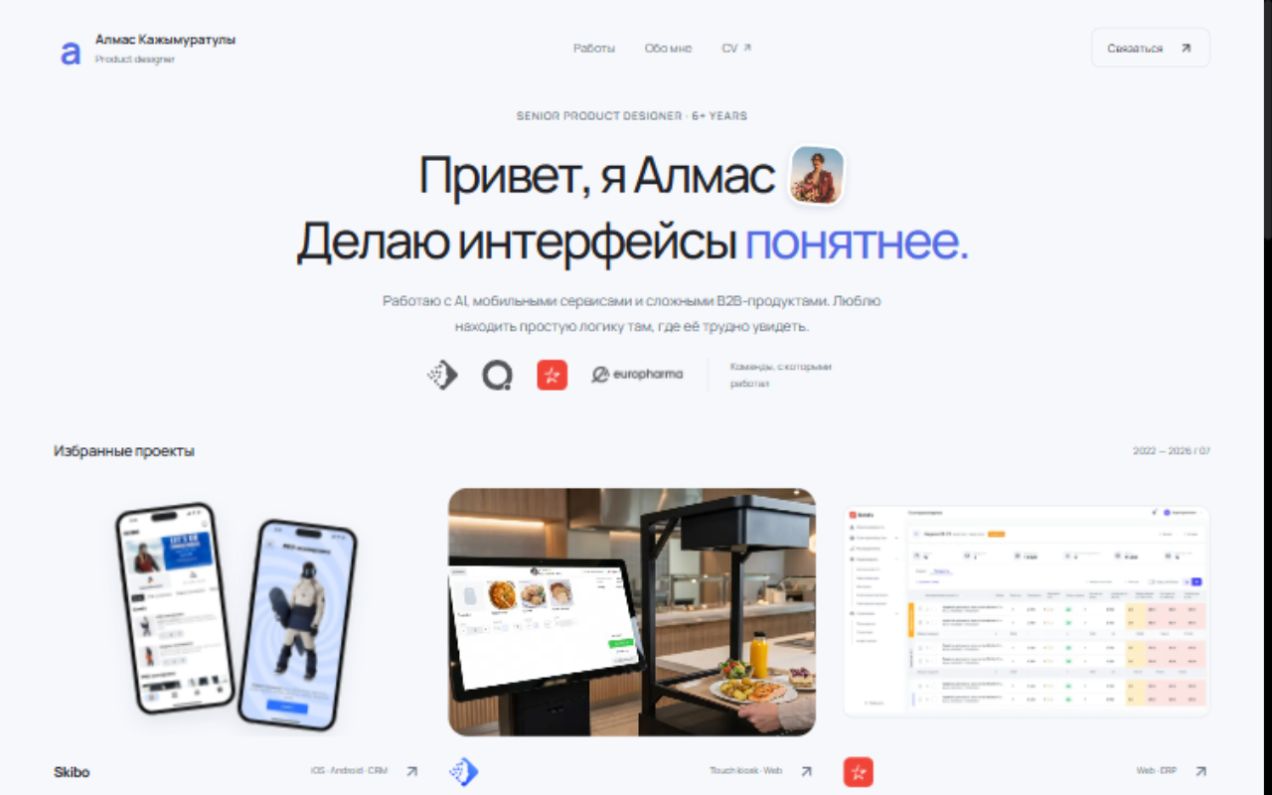 a
Алмас Кажымуратулы
Product designer
Работы
Обо мне
CV
Связаться
SENIOR PRODUCT DESIGNER · 6+ YEARS
Привет, я Алмас
Делаю интерфейсы понятнее.
Работаю с AI, мобильными сервисами и сложными B2B-продуктами. Люблю
находить простую логику там, где её трудно увидеть.
europharma
Команды, с которыми
работал
Избранные проекты
2022 — 2026 / 07
Skibo
iOS · Android · CRM
Touch kiosk · Web
Web · ERP